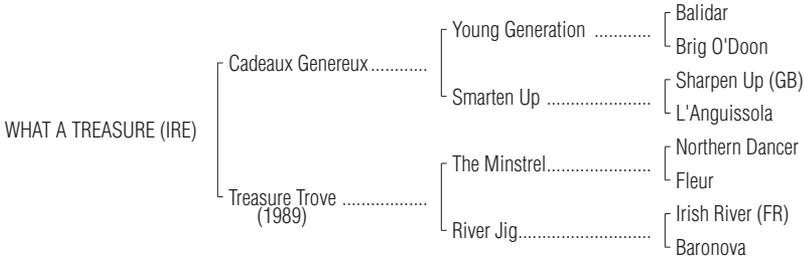 Balidar
Young Generation ............
Brig O'Doon
Cadeaux Genereux............
Sharpen Up (GB)
Smarten Up ......................
L'Anguissola
WHAT A TREASURE (IRE)
Northern Dancer
The Minstrel......................
Fleur
Treasure Trove ..................
(1989)
Irish River (FR)
River Jig............................
Baronova